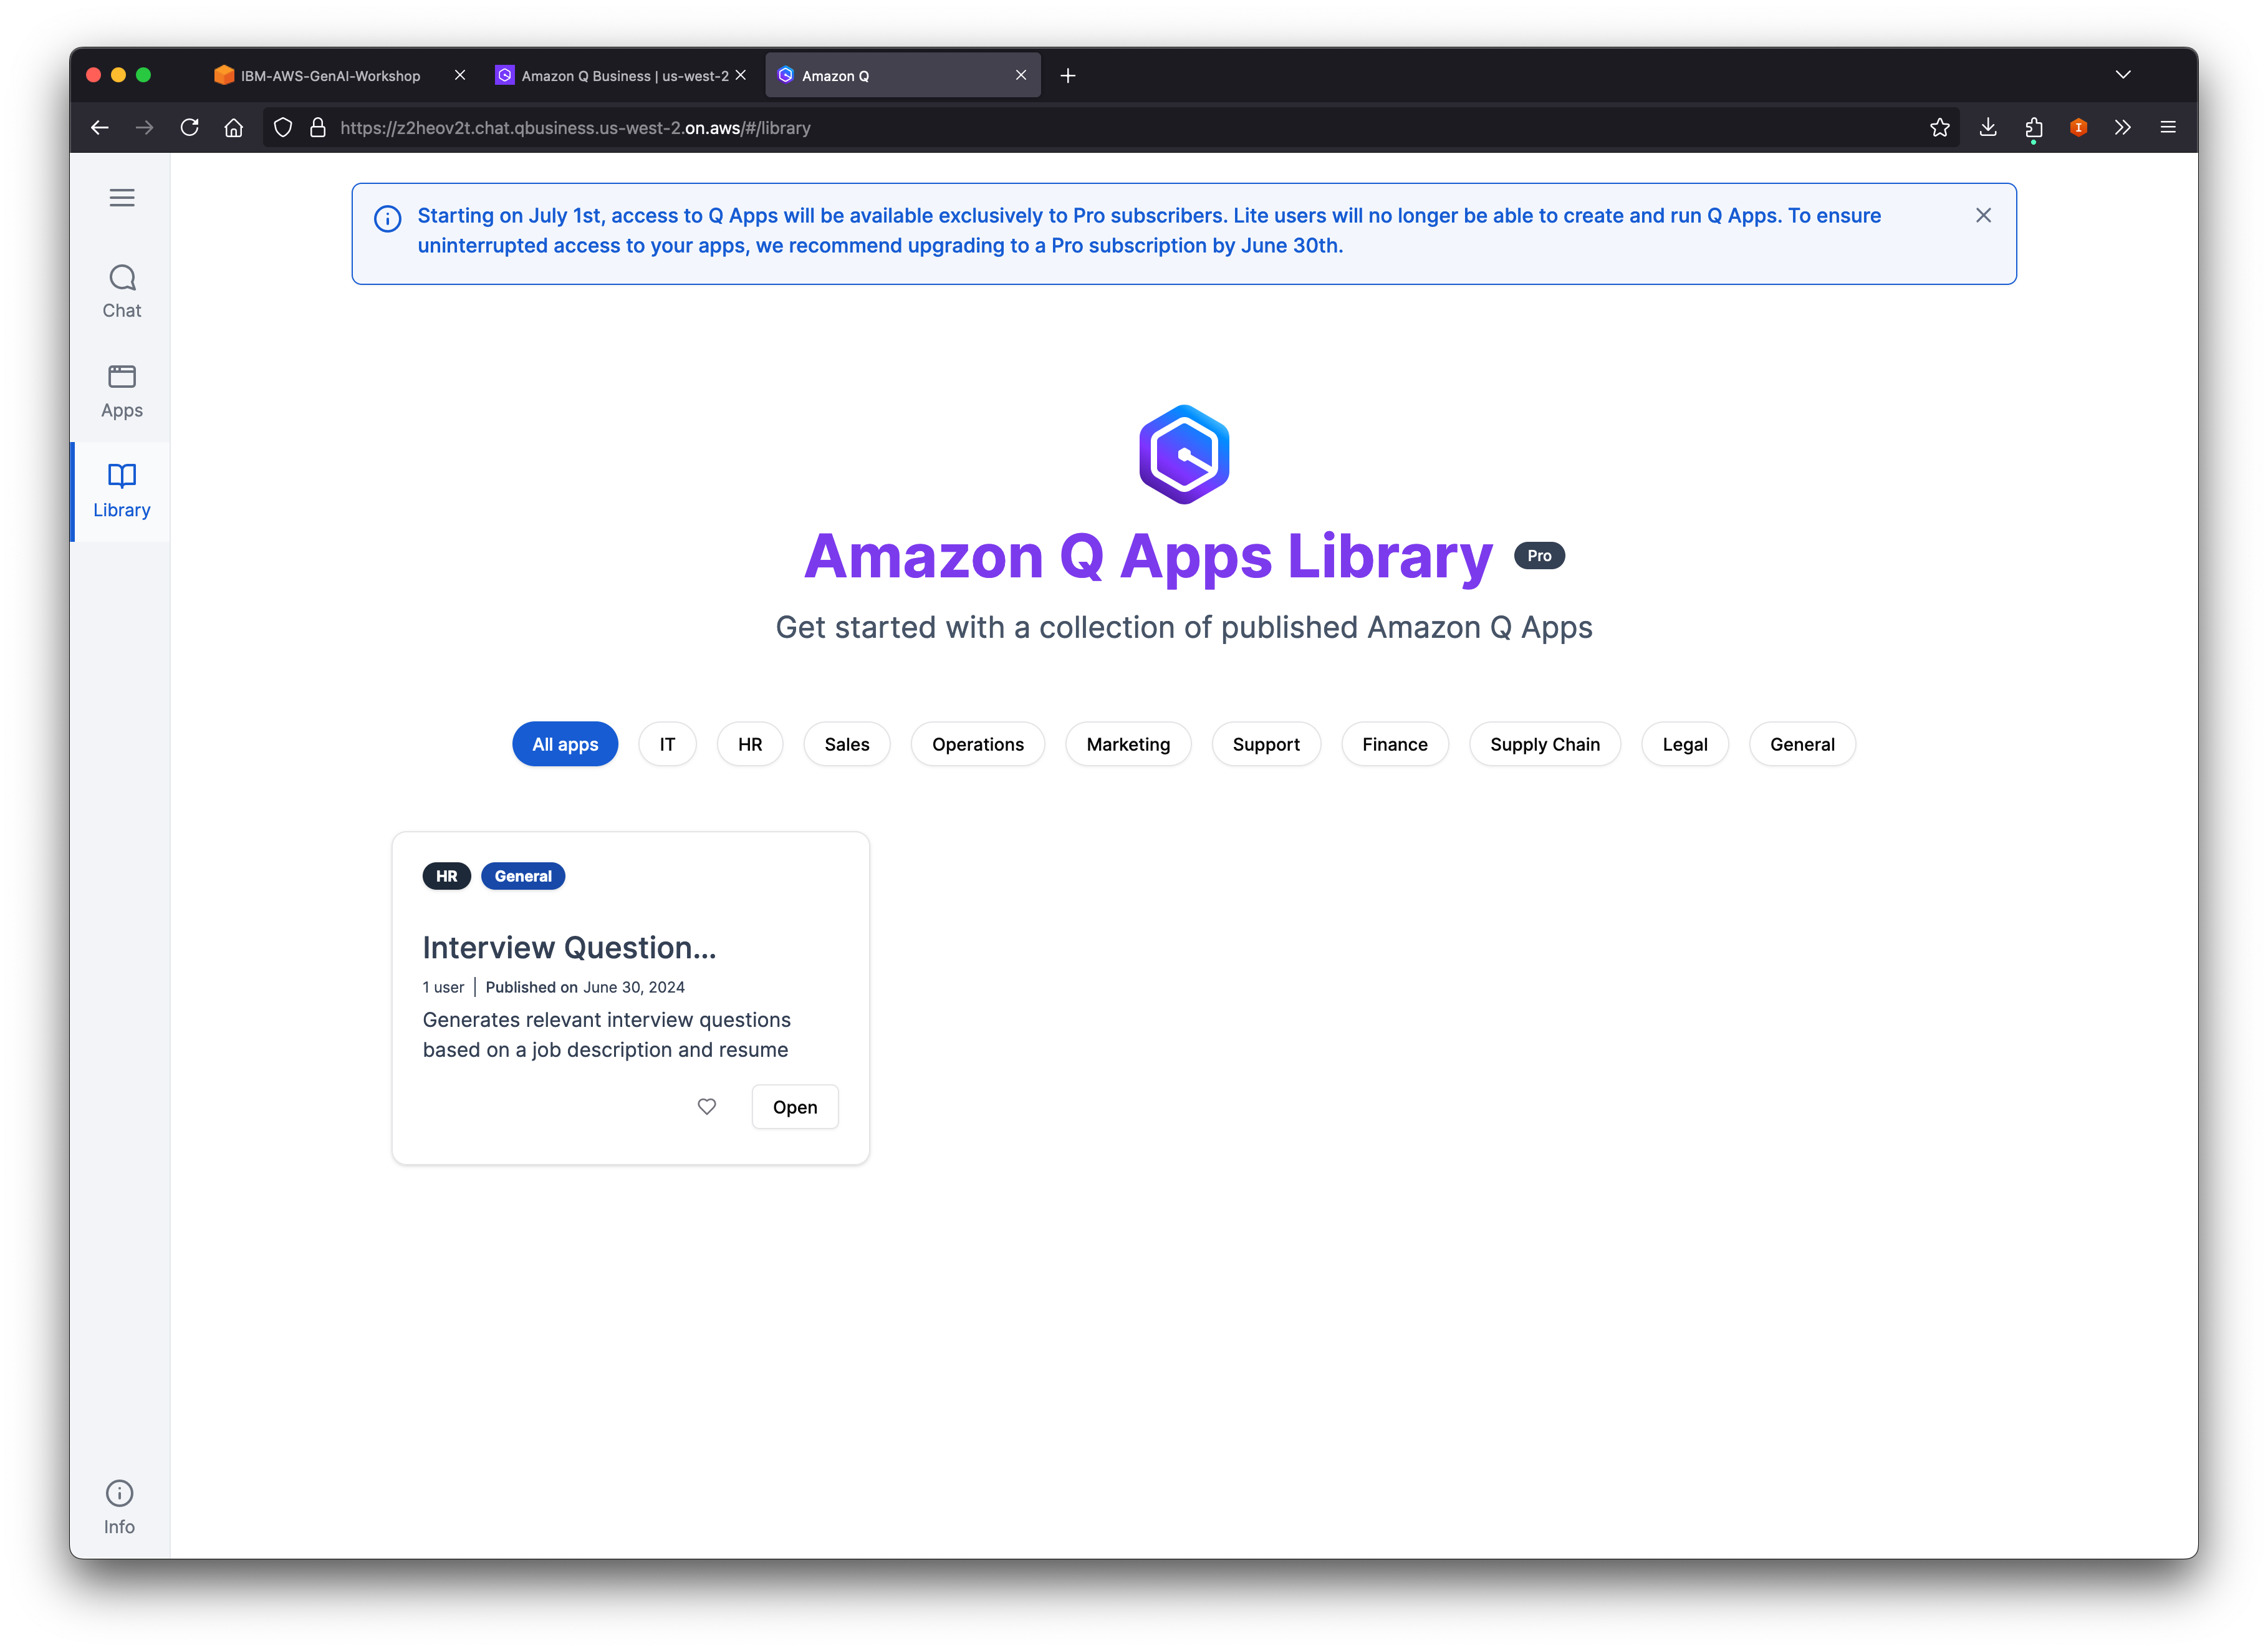 IBM-AWS-GenAI-Workshop
Amazon Q Business | us-west-2
Amazon Q
https://z2heov2t.chat.qbusiness.us-west-2.on.aws/#/library
Starting on July 1st, access to Q Apps will be available exclusively to Pro subscribers. Lite users will no longer be able to create and run Q Apps. To ensure
uninterrupted access to your apps, we recommend upgrading to a Pro subscription by June 30th.
Chat
Apps
Library
Amazon Q Apps Library Pro
Get started with a collection of published Amazon Q Apps
All apps IT HR Sales Operations Marketing Support Finance Supply Chain Legal General
HR General
Interview Question...
1 user | Published on June 30, 2024
Generates relevant interview questions
based on a job description and resume
Open
Info